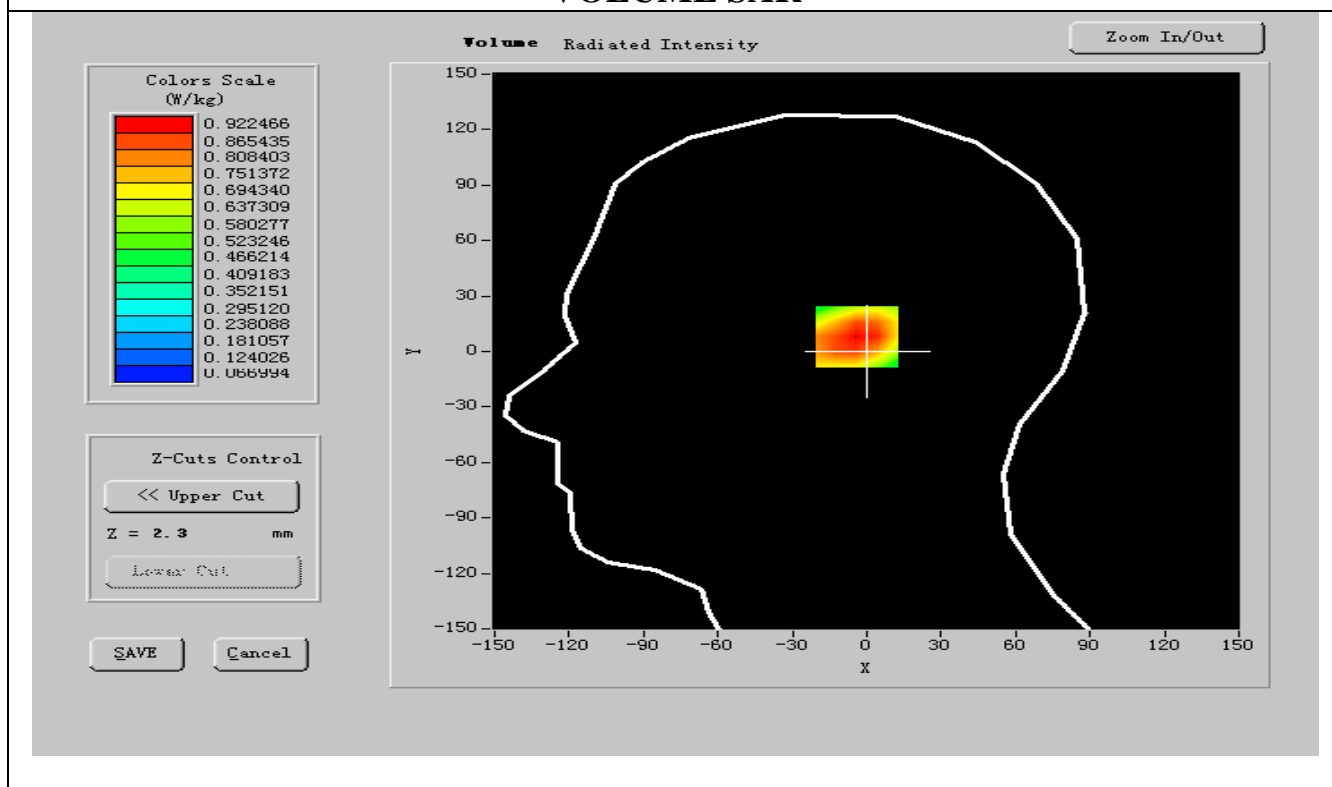 VOLUME SAR
Volume Radiated Intensity
Zoom In/Out
Colors Scale
(W/kg)
0.922466
0.865435
0.808403
0.751372
0.694340
0.637309
0.580277
0.523246
0.466214
0.409183
0.352151
0.295120
0.238088
0.181057
0.124026
0.066994
Z-Cuts Control
<< Upper Cut
Z = 2.3 mm
Lower Cut
SAVE Cancel
150
120
90
60
30
0
-30
-60
-90
-120
-150
Y
-150 -120 -90 -60 -30 0 30 60 90 120 150
X